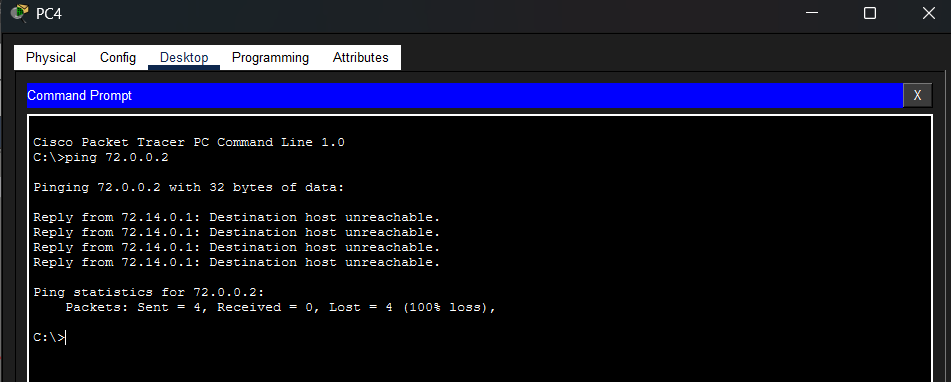 PC4
Physical Config Desktop Programming Attributes
Command Prompt X
Cisco Packet Tracer PC Command Line 1.0
C:\>ping 72.0.0.2
Pinging 72.0.0.2 with 32 bytes of data:
Reply from 72.14.0.1: Destination host unreachable.
Reply from 72.14.0.1: Destination host unreachable.
Reply from 72.14.0.1: Destination host unreachable.
Reply from 72.14.0.1: Destination host unreachable.
Ping statistics for 72.0.0.2:
Packets: Sent = 4, Received = 0, Lost = 4 (100% loss),
C:\>